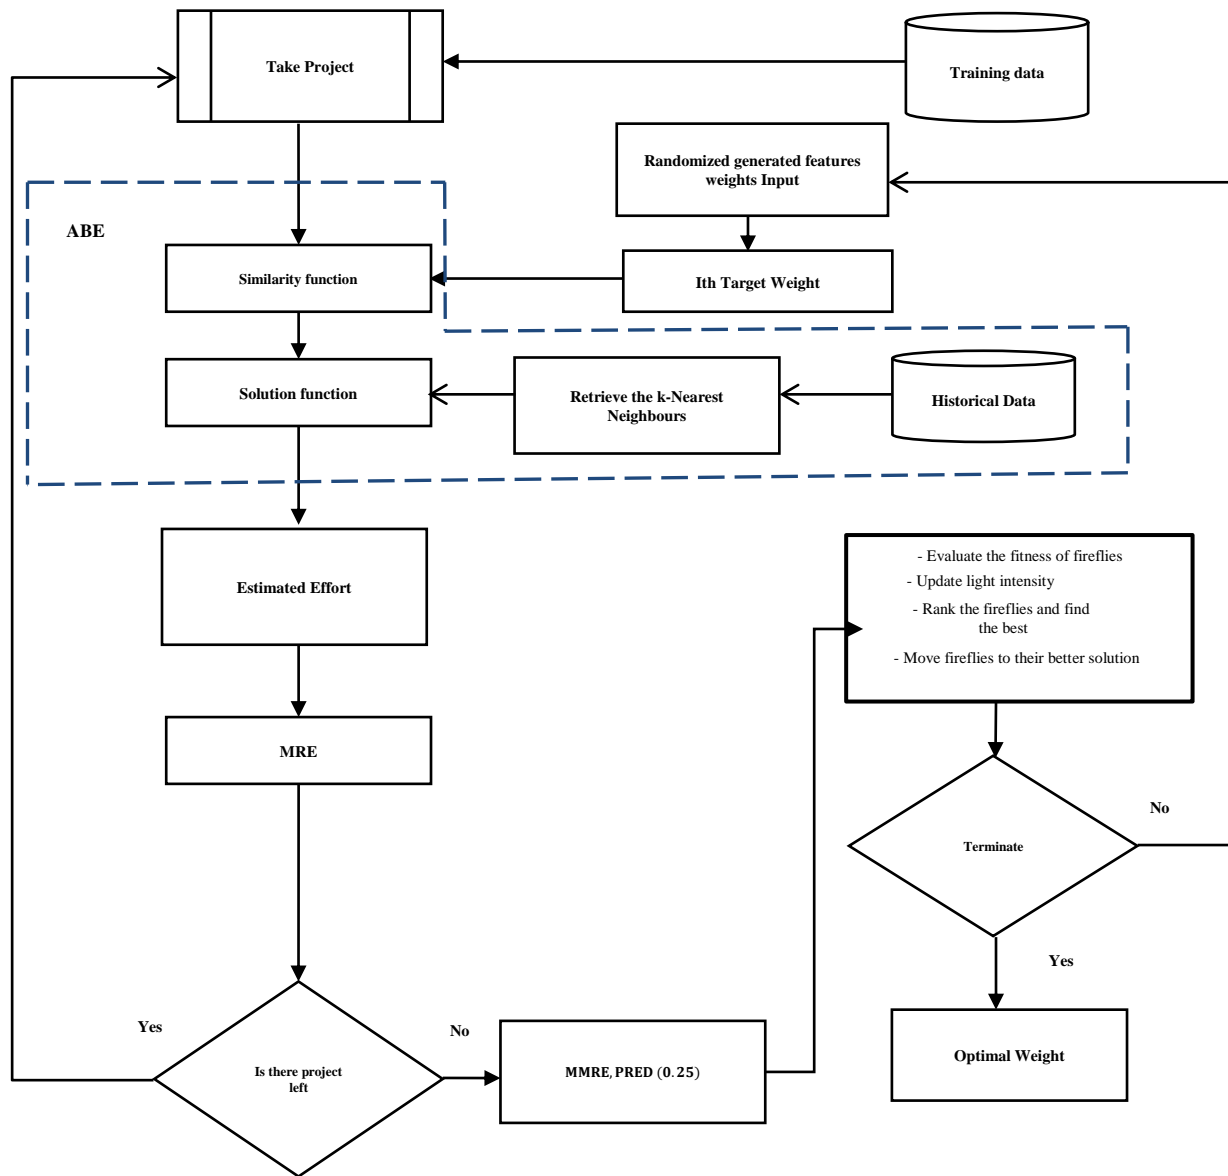 Take Project
Training data
Randomized generated features
weights Input
ABE
Similarity function
Ith Target Weight
Solution function
Retrieve the k-Nearest
Neighbours
Historical Data
Estimated Effort
- Evaluate the fitness of fireflies
- Update light intensity
- Rank the fireflies and find
the best
- Move fireflies to their better solution
MRE
No
Terminate
Yes
Yes
No
Is there project
left
MMRE, PRED (0.25)
Optimal Weight